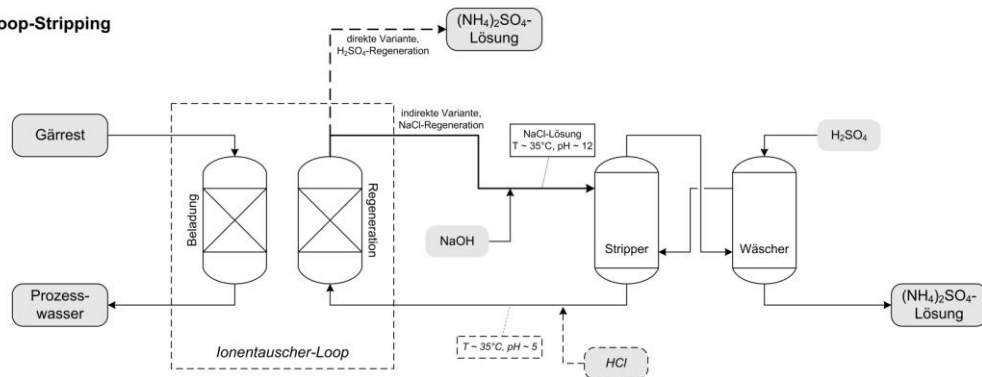 oop-Stripping
(NH₄)₂SO₄-
Lösung
direkte Variante,
H₂SO₄-Regeneration
indirekte Variante,
NaCl-Regeneration
Gärrest
NaCl-Lösung
T ~ 35°C, pH ~ 12
H₂SO₄
Beladung
Regeneration
NaOH
Stripper
Wäscher
Prozess-
wasser
(NH₄)₂SO₄-
Lösung
Ionentauscher-Loop
T ~ 35°C, pH ~ 5
HCl